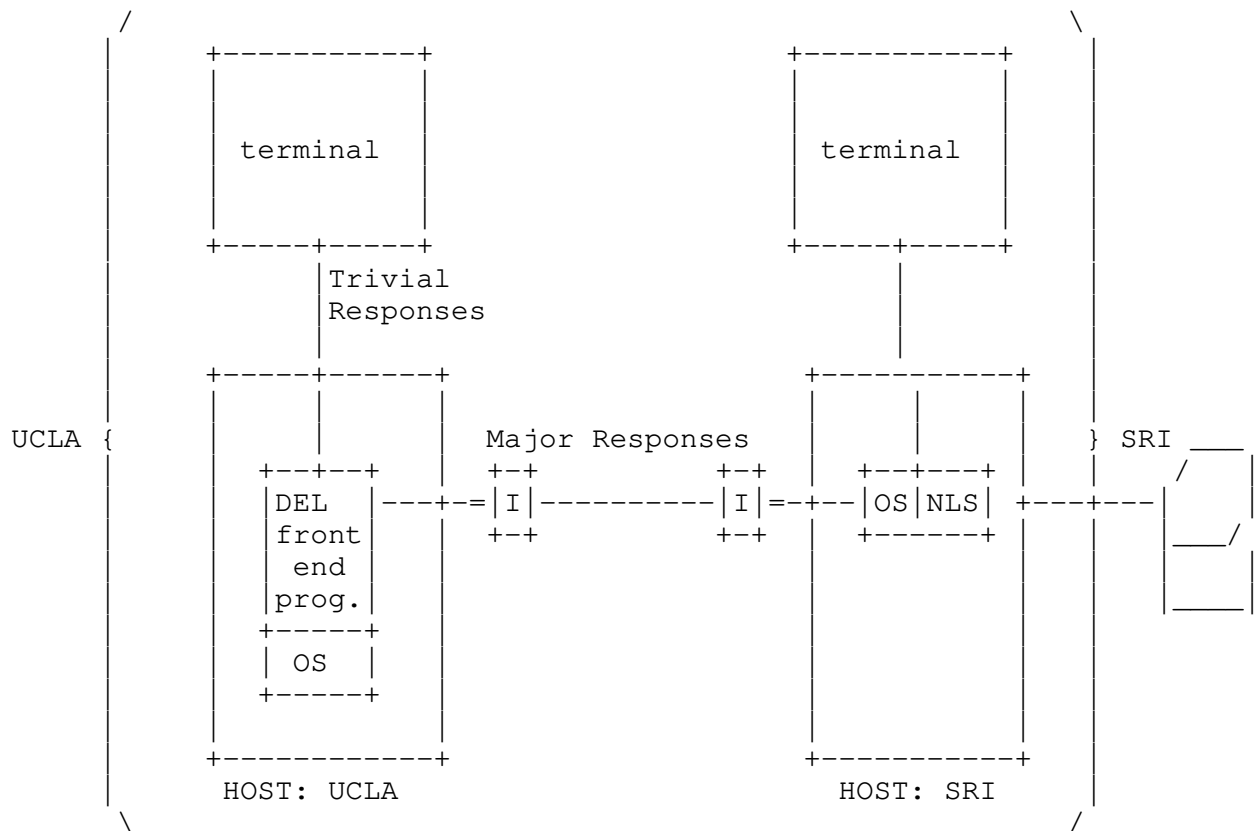 terminal terminal
Trivial
Responses
UCLA { Major Responses } SRI
DEL I I OS NLS
front
end
prog.
OS
HOST: UCLA HOST: SRI